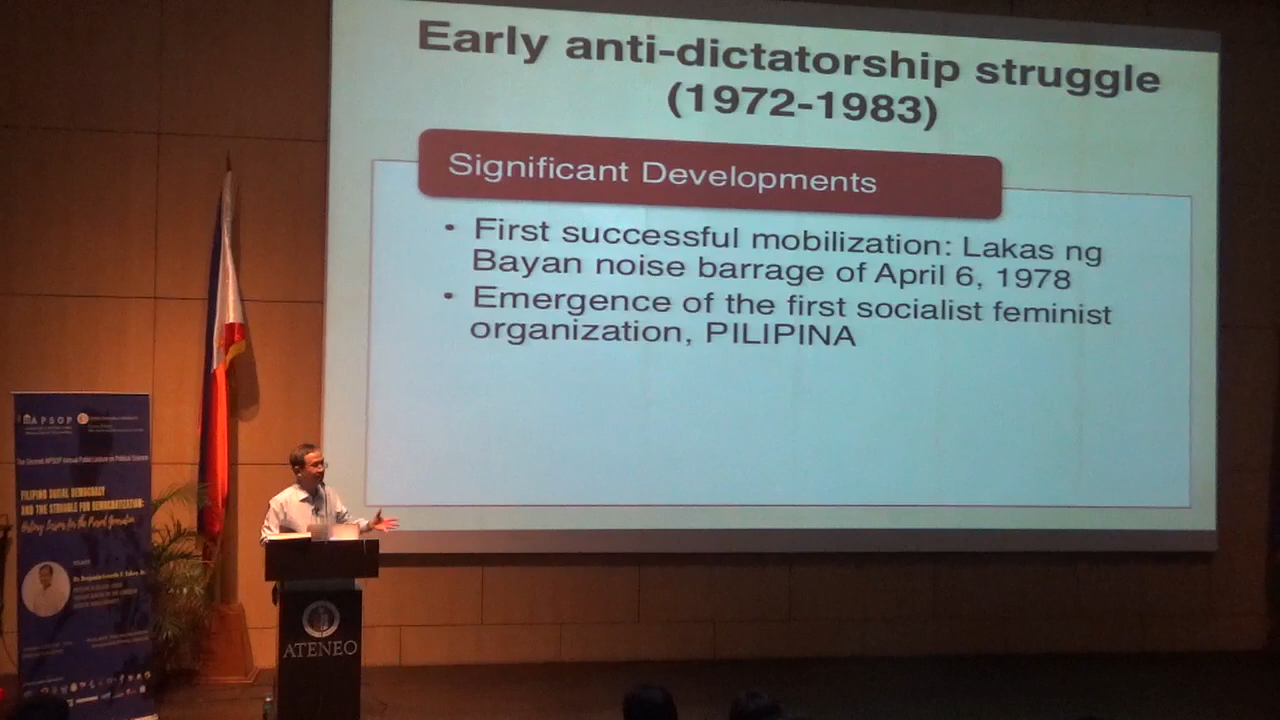 Early anti-dictatorship struggle
(1972-1983)
Significant Developments
• First successful mobilization: Lakas ng
Bayan noise barrage of April 6, 1978
• Emergence of the first socialist feminist
organization, PILIPINA
APSOP
FILIPINO SOCIAL DEMOCRACY
AND THE STRUGGLE FOR DEMOCRATIZATION:
ATENEO